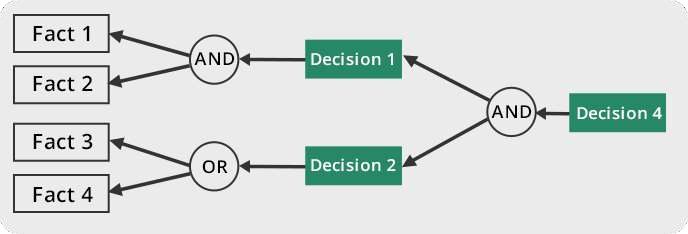 Fact 1
Fact 2
AND
Decision 1
Fact 3
Fact 4
OR
Decision 2
AND
Decision 4